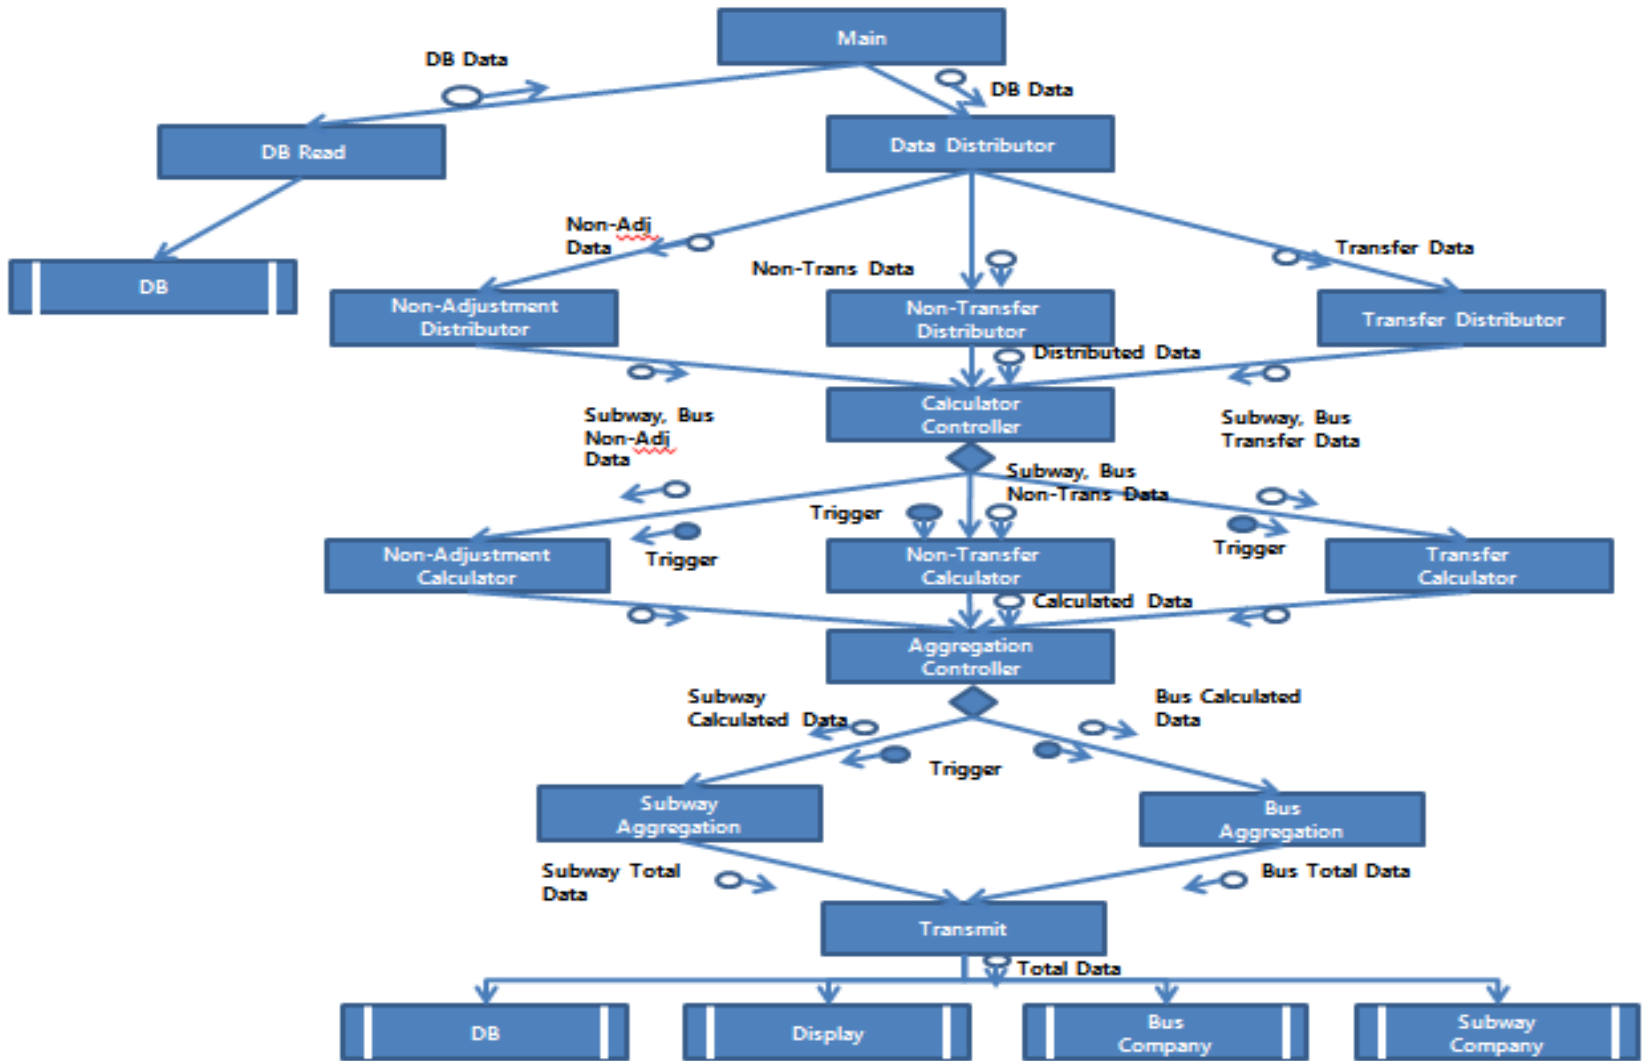 Main
DB Data
DB Data
DB Read
Data Distributor
DB
Non-Adj
Data
Non-Trans Data
Transfer Data
Non-Adjustment
Distributor
Non-Transfer
Distributor
Transfer Distributor
Distributed Data
Calculator
Controller
Subway, Bus
Non-Adj
Data
Subway, Bus
Transfer Data
Subway, Bus
Non-Trans Data
Trigger
Trigger
Trigger
Non-Adjustment
Calculator
Non-Transfer
Calculator
Transfer
Calculator
Calculated Data
Aggregation
Controller
Subway
Calculated Data
Bus Calculated
Data
Trigger
Subway
Aggregation
Bus
Aggregation
Subway Total
Data
Bus Total Data
Transmit
Total Data
DB
Display
Bus
Company
Subway
Company